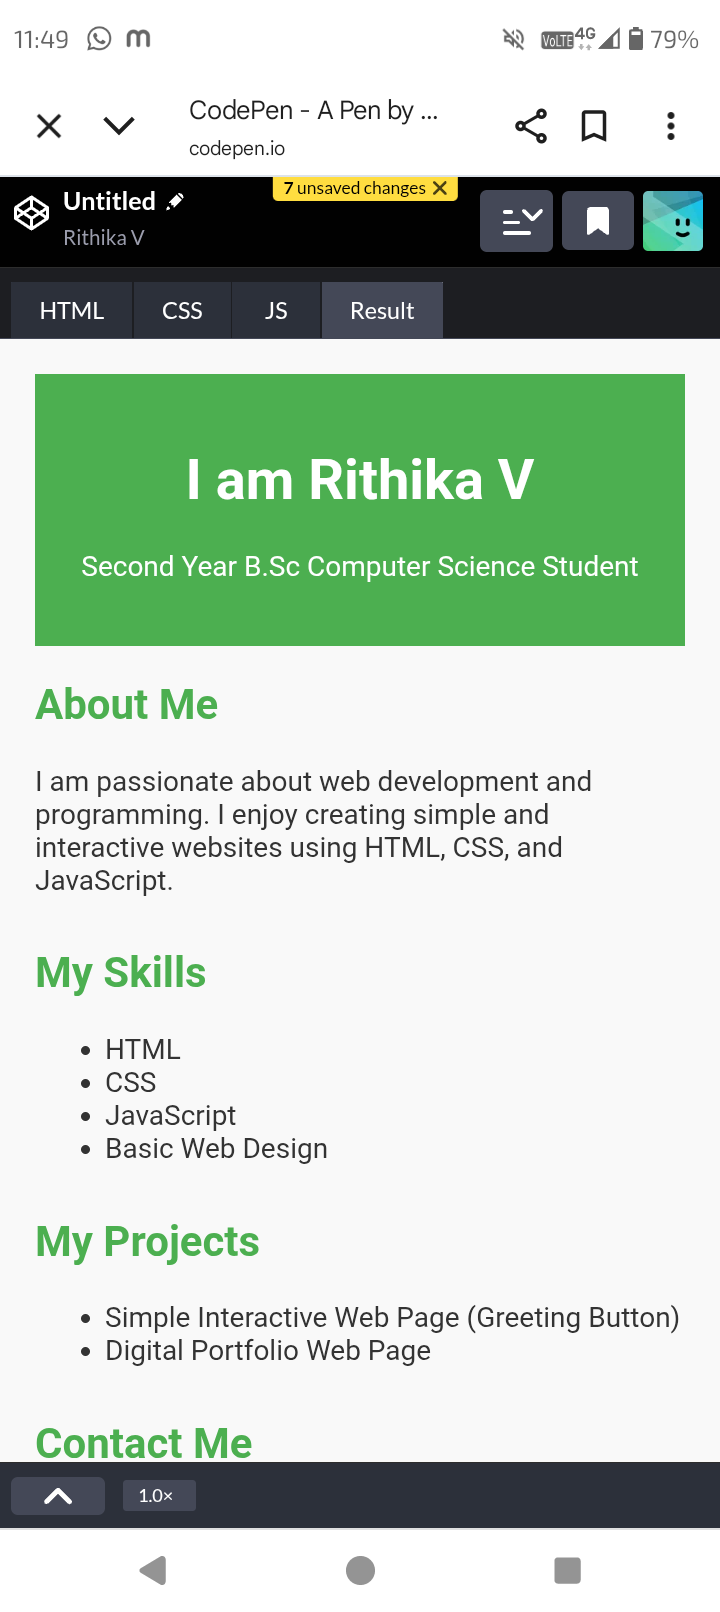 11:49
VoLTE 4G 79%
CodePen - A Pen by ...
codepen.io
7 unsaved changes
Untitled
Rithika V
HTML CSS JS Result
I am Rithika V
Second Year B.Sc Computer Science Student
About Me
I am passionate about web development and
programming. I enjoy creating simple and
interactive websites using HTML, CSS, and
JavaScript.
My Skills
• HTML
• CSS
• JavaScript
• Basic Web Design
My Projects
• Simple Interactive Web Page (Greeting Button)
• Digital Portfolio Web Page
Contact Me
1.0×